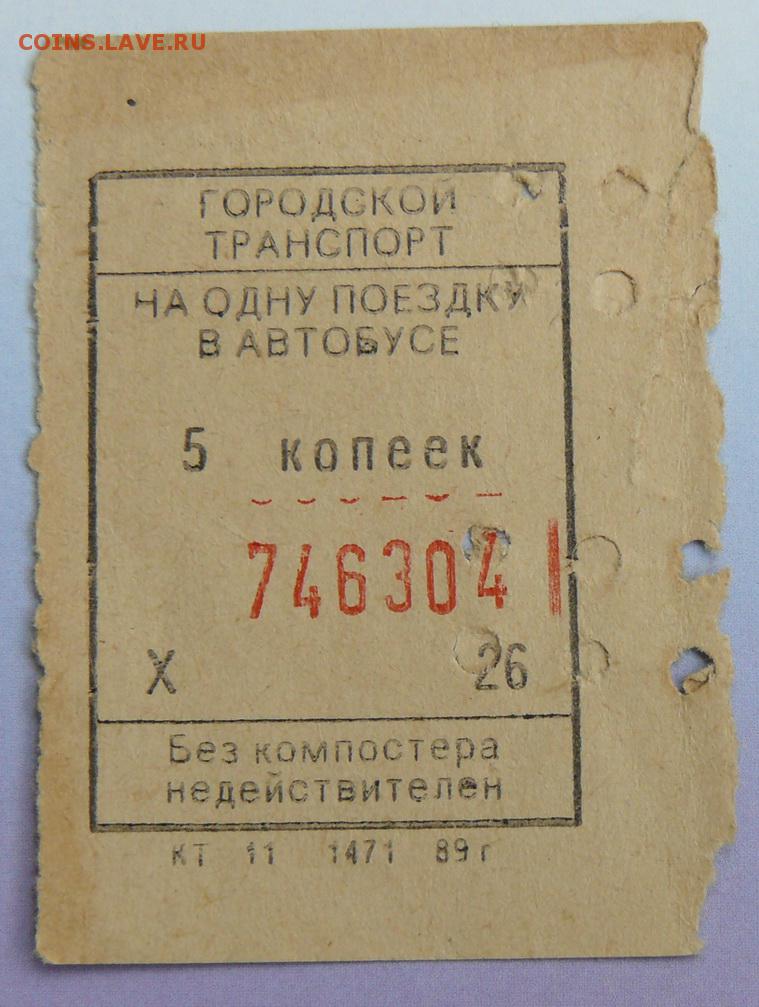 COINS.LAVE.RU
ГОРОДСКОЙ
ТРАНСПОРТ
НА ОДНУ ПОЕЗДКУ
В АВТОБУСЕ
5 копеек
746304
X 26
Без компостера
недействителен
КТ 11 1471 89 г